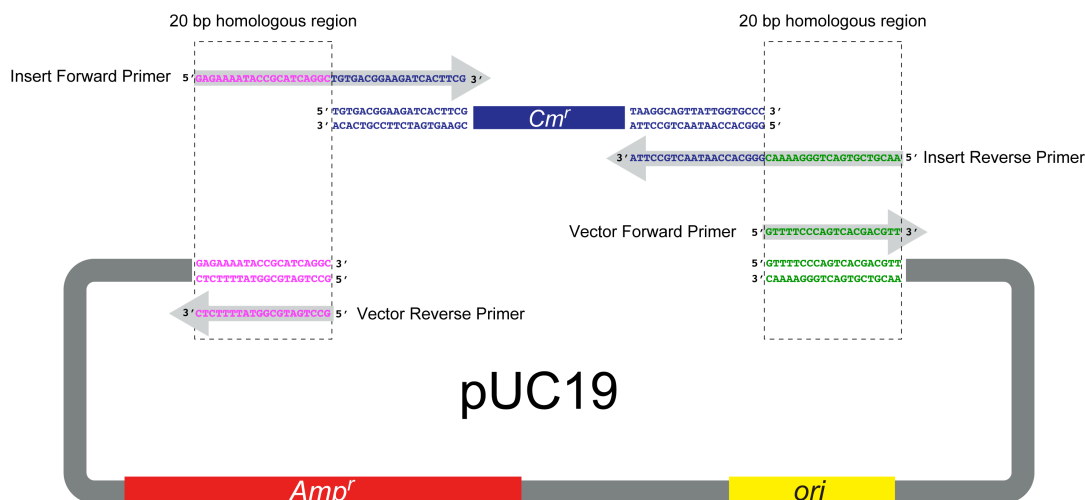 20 bp homologous region 20 bp homologous region
Insert Forward Primer 5’ GAGAAAATACCGCATCAGGCTGTGACGGAAGATCACTTCG 3’
5’ TGTGACGGAAGATCACTTCG Cmr TAAGGCAGTTATTGGTGCCC 3’
3’ ACACTGCCTTCTAGTGAAGC ATTCCGTCAATAACCACGGG 5’
3’ ATTCCGTCAATAACCACGGGCAAAAGGGTCAGTGCTGCAA 5’ Insert Reverse Primer
Vector Forward Primer 5’ GTTTTCCCAGTCACGACGTT 3’
GAGAAAATACCGCATCAGGC 3’ 5’ GTTTTCCCAGTCACGACGTT
CTCTTTTATGGCGTAGTCCG 5’ 3’ CAAAAGGGTCAGTGCTGCAA
3’ CTCTTTTATGGCGTAGTCCG 5’ Vector Reverse Primer
pUC19
Ampr ori